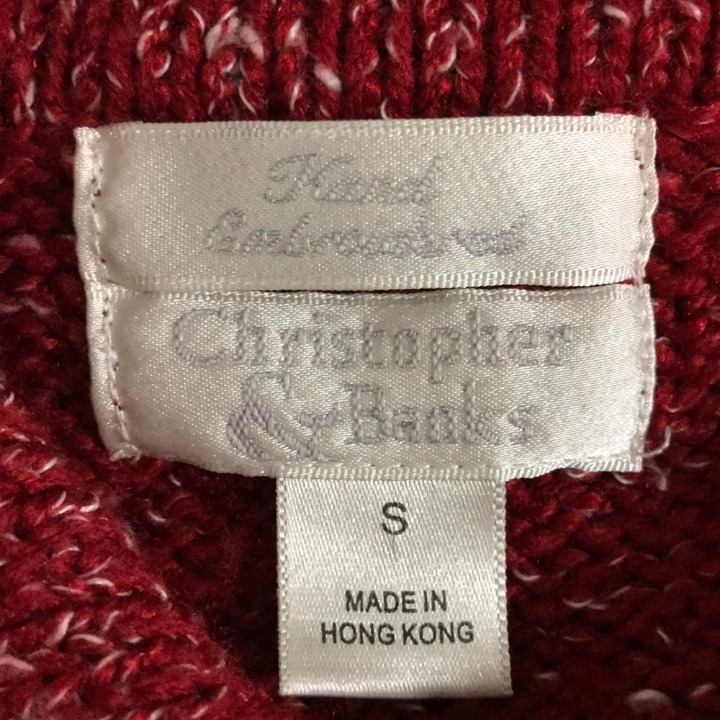 Hand
Embroidered
Christopher
& Banks
S
MADE IN
HONG KONG